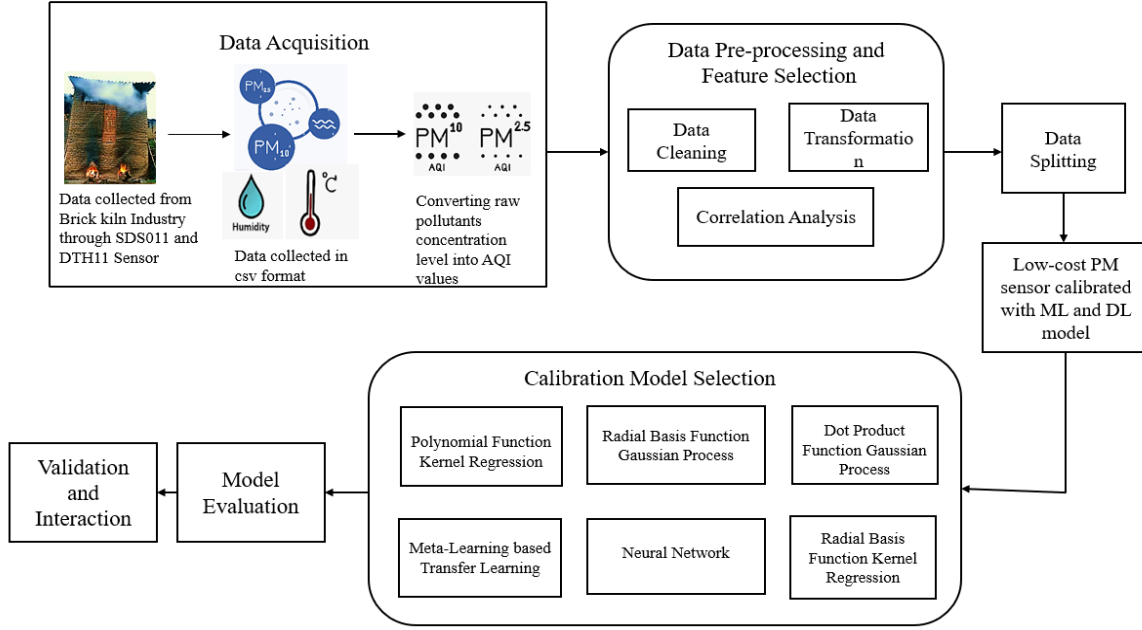 Data Acquisition
PM2.5
PM10
Humidity
°C
PM10
AQI
PM2.5
AQI
Data collected from
Brick kiln Industry
through SDS011 and
DTH11 Sensor
Data collected in
csv format
Converting raw
pollutants
concentration
level into AQI
values
Data Pre-processing and
Feature Selection
Data
Cleaning
Data
Transformatio
n
Correlation Analysis
Data
Splitting
Low-cost PM
sensor calibrated
with ML and DL
model
Calibration Model Selection
Polynomial Function
Kernel Regression
Radial Basis Function
Gaussian Process
Dot Product
Function Gaussian
Process
Meta-Learning based
Transfer Learning
Neural Network
Radial Basis
Function Kernel
Regression
Model
Evaluation
Validation
and
Interaction